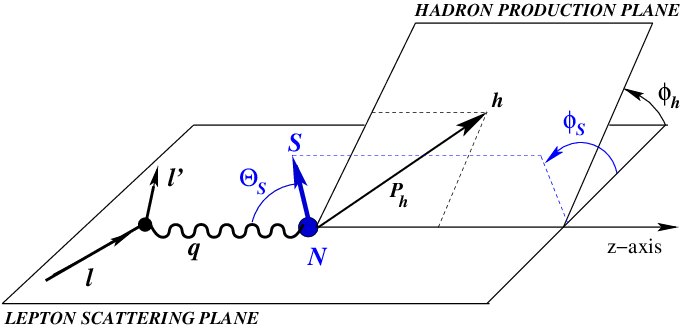 HADRON PRODUCTION PLANE
h
ϕh
ϕS
S
l'
ΘS
Ph
q
N
l
z-axis
LEPTON SCATTERING PLANE